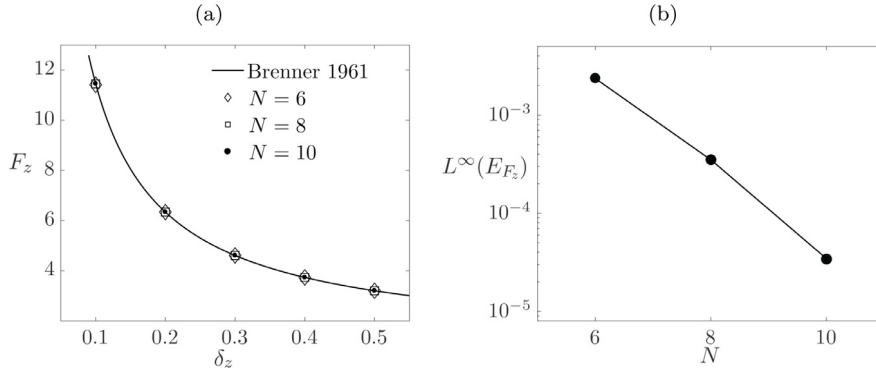 (a)
12
10
8
6
4
F_z
0.1 0.2 0.3 0.4 0.5
δ_z
Brenner 1961
N = 6
N = 8
N = 10
(b)
10^{-3}
10^{-4}
10^{-5}
L^∞(E_{F_z})
6 8 10
N